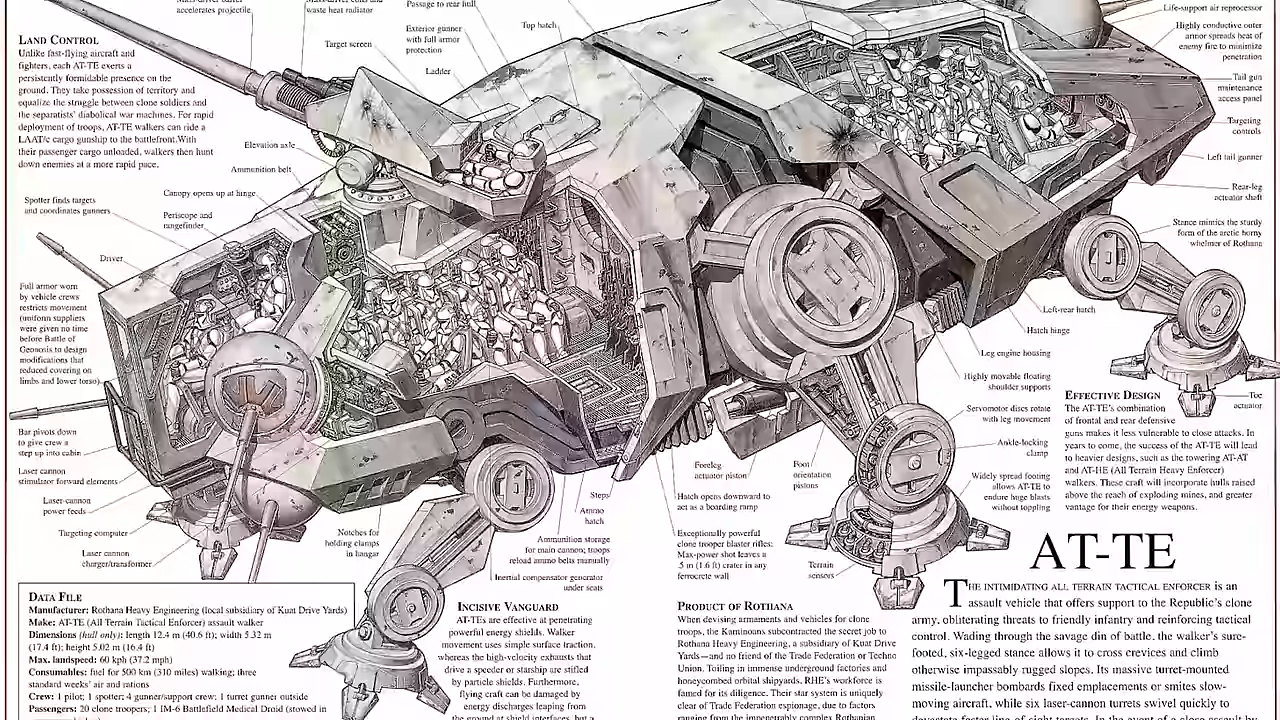 accelerates projectile
waste heat radiator
Passage to rear hull
Top hatch
Life-support air reprocessor
Highly conductive outer
armor spreads heat of
enemy fire to minimize
penetration
Exterior gunner
with full armor
protection
Target screen
Ladder
LAND CONTROL
Unlike fast-flying aircraft and
fighters, each AT-TE exerts a
persistently formidable presence on the
ground. They take possession of territory and
equalize the struggle between clone soldiers and
the separatists' diabolical war machines. For rapid
deployment of troops, AT-TE walkers can ride a
LAAT/c cargo gunship to the battlefront.With
their passenger cargo unloaded, walkers then hunt
down enemies at a more rapid pace.
Tail gun
maintenance
access panel
Targeting
controls
Left tail gunner
Rear-leg
actuator shaft
Stance mimics the sturdy
form of the arctic horny
whelmer of Rothana
Elevation axle
Ammunition belt
Canopy opens up at hinge
Periscope and
rangefinder
Spotter finds targets
and coordinates gunners
Driver
Full armor worn
by vehicle crews
restricts movement
(uniform suppliers
were given no time
before Battle of
Geonosis to design
modifications that
reduced covering on
limbs and lower torso)
Bar pivots down
to give crew a
step up into cabin
Laser cannon
stimulator forward elements
Laser-cannon
power feeds
Targeting computer
Laser cannon
charger/transformer
Notches for
holding clamps
in hangar
Steps
Ammo
hatch
Ammunition storage
for main cannon; troops
reload ammo belts manually
Inertial compensator generator
under seats
Foreleg
actuator piston
Hatch opens downward to
act as a boarding ramp
Exceptionally powerful
clone trooper blaster rifles:
Max-power shot leaves a
.5 m (1.6 ft) crater in any
ferrocrete wall
Foot
orientation
pistons
Terrain
sensors
Left-rear hatch
Hatch hinge
Leg engine housing
Highly movable floating
shoulder supports
Servomotor discs rotate
with leg movement
Ankle-locking
clamp
Widely spread footing
allows AT-TE to
endure huge blasts
without toppling
Toe
actuator
EFFECTIVE DESIGN
The AT-TE's combination
of frontal and rear defensive
guns makes it less vulnerable to close attacks. In
years to come, the success of the AT-TE will lead
to heavier designs, such as the towering AT-AT
and AT-HE (All Terrain Heavy Enforcer)
walkers. These craft will incorporate hulls raised
above the reach of exploding mines, and greater
vantage for their energy weapons.
DATA FILE
Manufacturer: Rothana Heavy Engineering (local subsidiary of Kuat Drive Yards)
Make: AT-TE (All Terrain Tactical Enforcer) assault walker
Dimensions (hull only): length 12.4 m (40.6 ft); width 5.32 m
(17.4 ft); height 5.02 m (16.4 ft)
Max. landspeed: 60 kph (37.2 mph)
Consumables: fuel for 500 km (310 miles) walking; three
standard weeks' air and rations
Crew: 1 pilot; 1 spotter; 4 gunner/support crew; 1 turret gunner outside
Passengers: 20 clone troopers; 1 IM-6 Battlefield Medical Droid (stowed in
INCISIVE VANGUARD
AT-TEs are effective at penetrating
powerful energy shields. Walker
movement uses simple surface traction,
whereas the high-velocity exhausts that
drive a speeder or starship are stifled
by particle shields. Furthermore,
flying craft can be damaged by
energy discharges leaping from
the ground at shield interfaces, but a
PRODUCT OF ROTHANA
When devising armaments and vehicles for clone
troops, the Kaminoans subcontracted the secret job to
Rothana Heavy Engineering, a subsidiary of Kuat Drive
Yards—and no friend of the Trade Federation or Techno
Union. Toiling in immense underground factories and
honeycombed orbital shipyards, RHE's workforce is
famed for its diligence. Their star system is uniquely
clear of Trade Federation espionage, due to factors
ranging from the impenetrably complex Rothanian
AT-TE
THE INTIMIDATING ALL TERRAIN TACTICAL ENFORCER is an
assault vehicle that offers support to the Republic's clone
army, obliterating threats to friendly infantry and reinforcing tactical
control. Wading through the savage din of battle, the walker's sure-
footed, six-legged stance allows it to cross crevices and climb
otherwise impassably rugged slopes. Its massive turret-mounted
missile-launcher bombards fixed emplacements or smites slow-
moving aircraft, while six laser-cannon turrets swivel quickly to
devastate faster line-of-sight targets. In the event of a close assault by